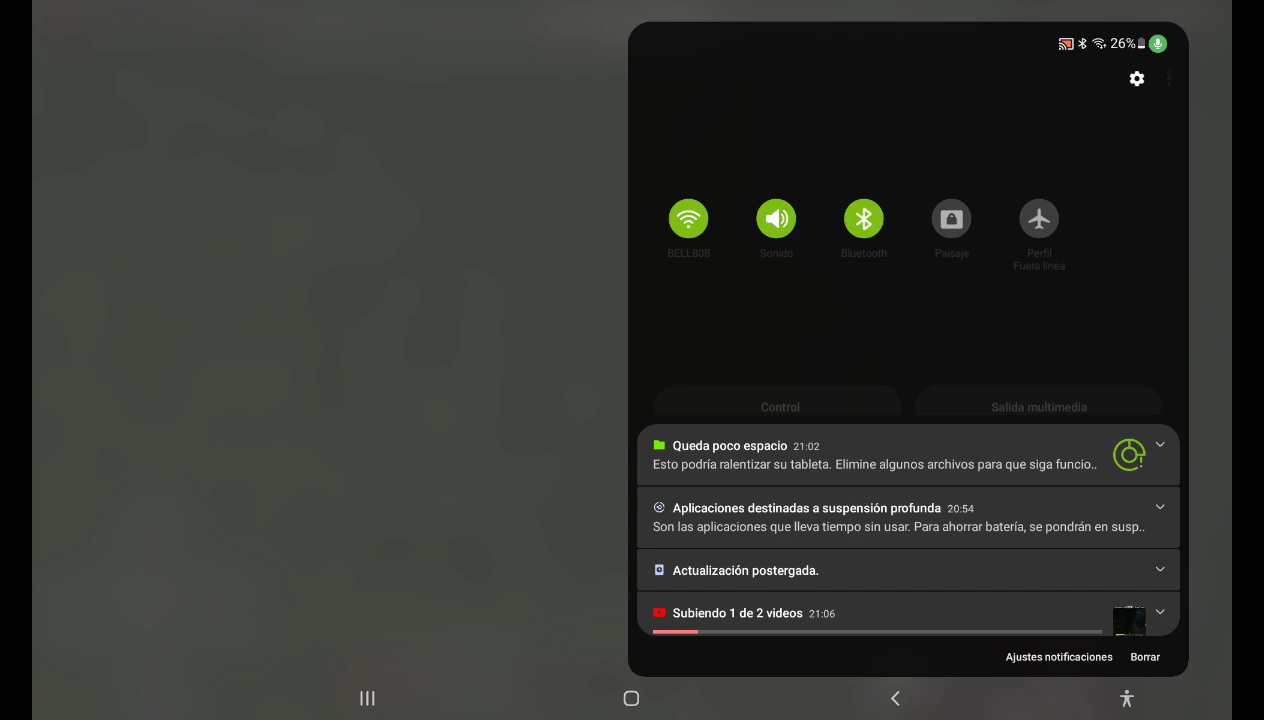 26%
BELL808
Sonido
Bluetooth
Paisaje
Perfil
Fuera línea
Control
Salida multimedia
Queda poco espacio 21:02
Esto podría ralentizar su tableta. Elimine algunos archivos para que siga funcio..
Aplicaciones destinadas a suspensión profunda 20:54
Son las aplicaciones que lleva tiempo sin usar. Para ahorrar batería, se pondrán en susp..
Actualización postergada.
Subiendo 1 de 2 videos 21:06
Ajustes notificaciones
Borrar